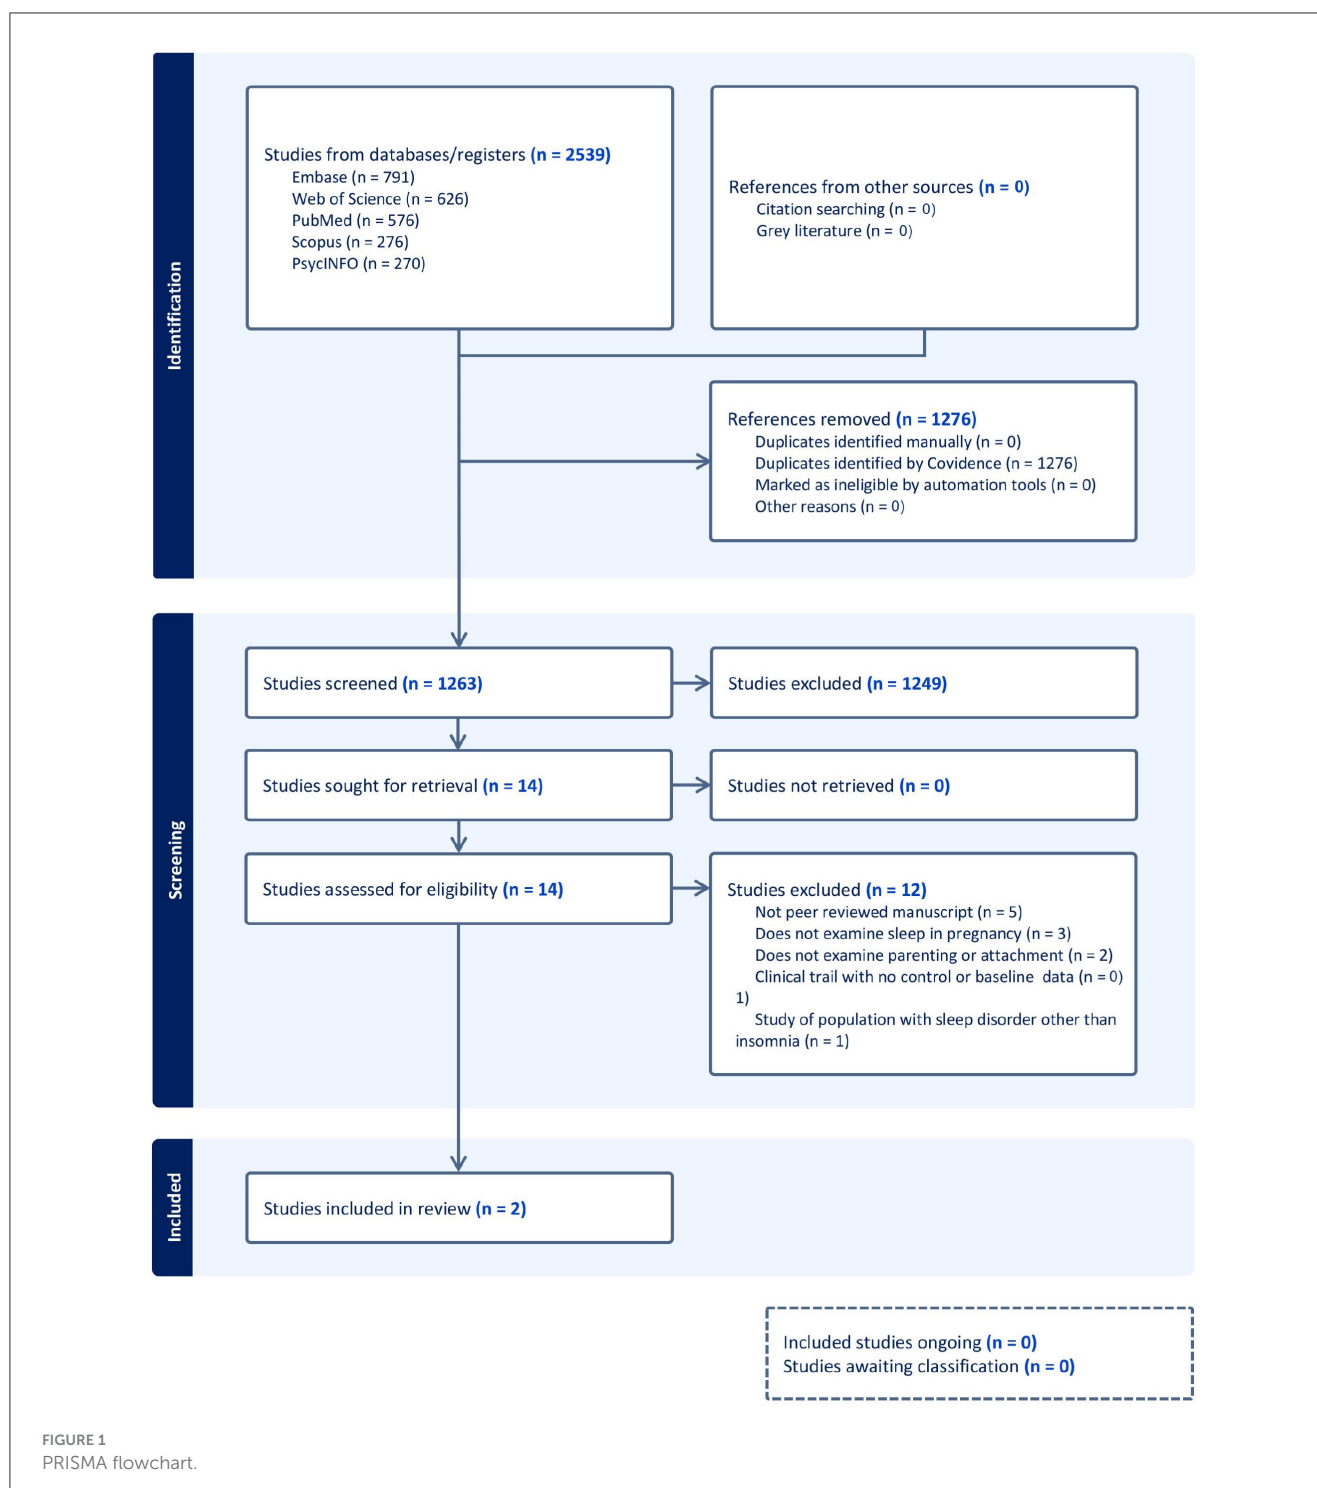 Identification
Studies from databases/registers (n = 2539)
Embase (n = 791)
Web of Science (n = 626)
PubMed (n = 576)
Scopus (n = 276)
PsycINFO (n = 270)
References from other sources (n = 0)
Citation searching (n = 0)
Grey literature (n = 0)
References removed (n = 1276)
Duplicates identified manually (n = 0)
Duplicates identified by Covidence (n = 1276)
Marked as ineligible by automation tools (n = 0)
Other reasons (n = 0)
Screening
Studies screened (n = 1263)
Studies excluded (n = 1249)
Studies sought for retrieval (n = 14)
Studies not retrieved (n = 0)
Studies assessed for eligibility (n = 14)
Studies excluded (n = 12)
Not peer reviewed manuscript (n = 5)
Does not examine sleep in pregnancy (n = 3)
Does not examine parenting or attachment (n = 2)
Clinical trail with no control or baseline data (n = 0)
1)
Study of population with sleep disorder other than
insomnia (n = 1)
Included
Studies included in review (n = 2)
Included studies ongoing (n = 0)
Studies awaiting classification (n = 0)
FIGURE 1
PRISMA flowchart.